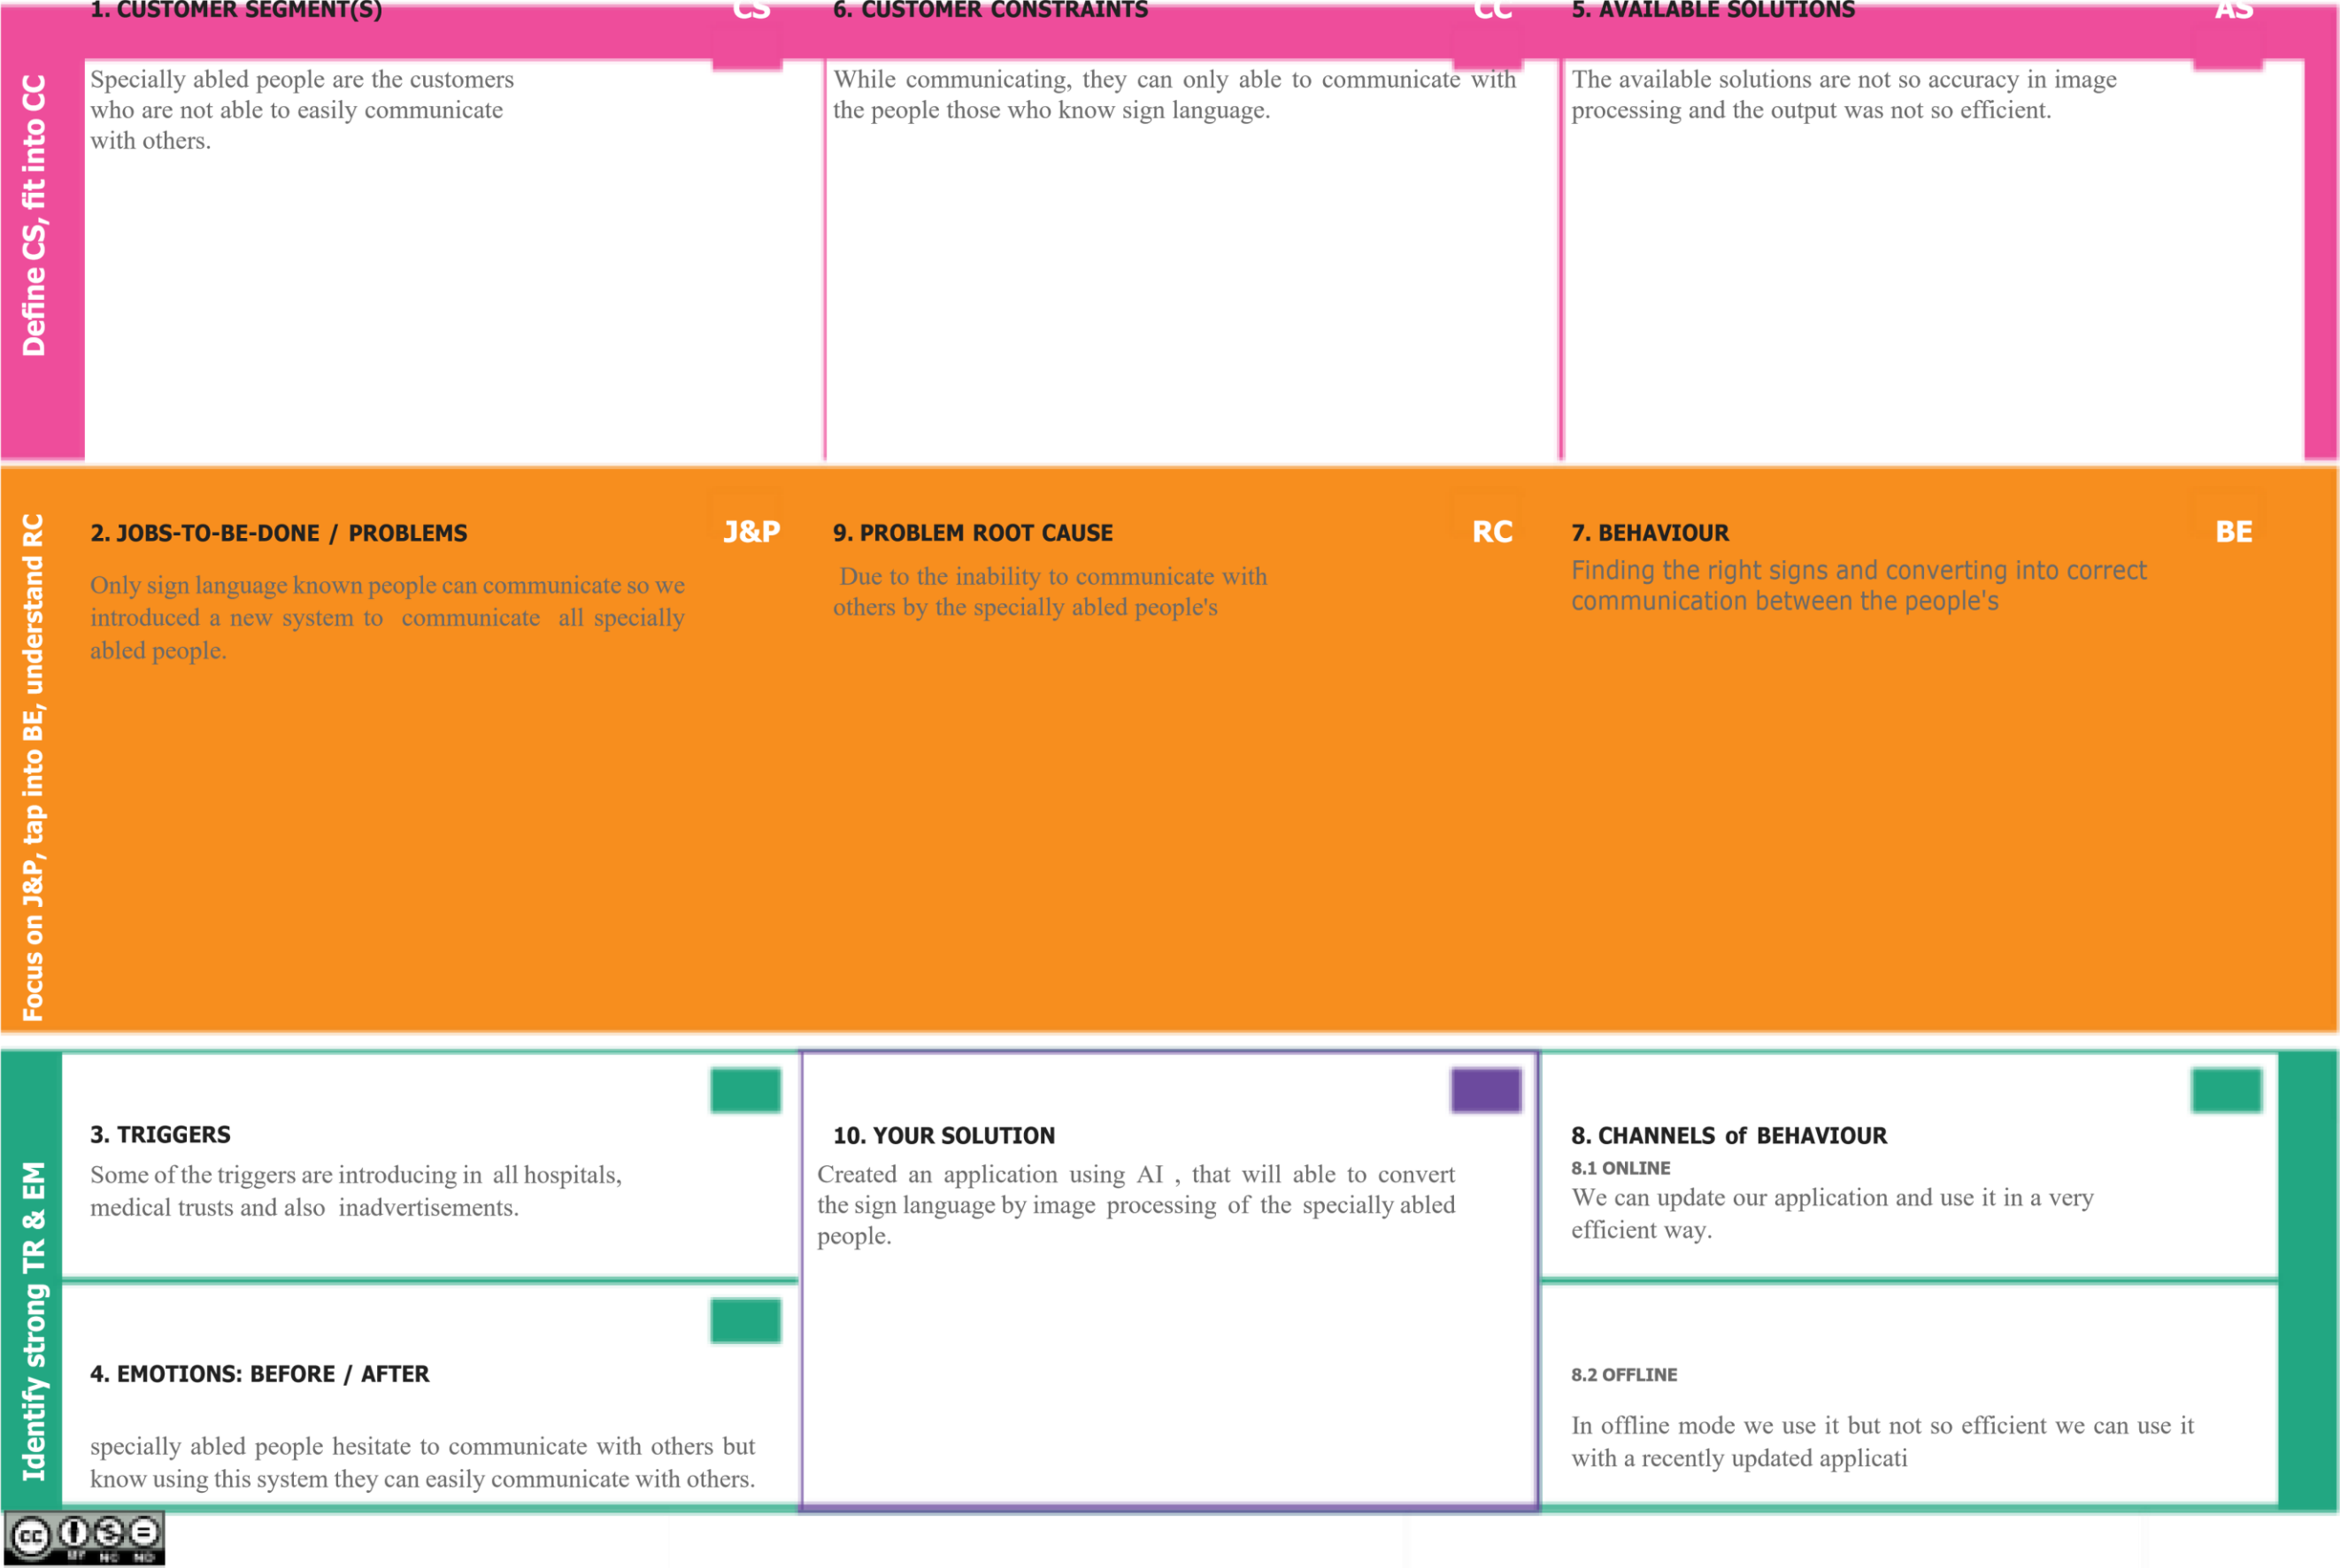 1. CUSTOMER SEGMENT(S)
CS
6. CUSTOMER CONSTRAINTS
CC
5. AVAILABLE SOLUTIONS
AS
Define CS, fit into CC
Specially abled people are the customers
who are not able to easily communicate
with others.
While communicating, they can only able to communicate with
the people those who know sign language.
The available solutions are not so accuracy in image
processing and the output was not so efficient.
Focus on J&P, tap into BE, understand RC
2. JOBS-TO-BE-DONE / PROBLEMS
J&P
Only sign language known people can communicate so we
introduced a new system to communicate all specially
abled people.
9. PROBLEM ROOT CAUSE
RC
Due to the inability to communicate with
others by the specially abled people's
7. BEHAVIOUR
BE
Finding the right signs and converting into correct
communication between the people's
Identify strong TR & EM
3. TRIGGERS
Some of the triggers are introducing in all hospitals,
medical trusts and also inadvertisements.
4. EMOTIONS: BEFORE / AFTER
specially abled people hesitate to communicate with others but
know using this system they can easily communicate with others.
10. YOUR SOLUTION
Created an application using AI , that will able to convert
the sign language by image processing of the specially abled
people.
8. CHANNELS of BEHAVIOUR
8.1 ONLINE
We can update our application and use it in a very
efficient way.
8.2 OFFLINE
In offline mode we use it but not so efficient we can use it
with a recently updated applicati
cc
BY NC ND